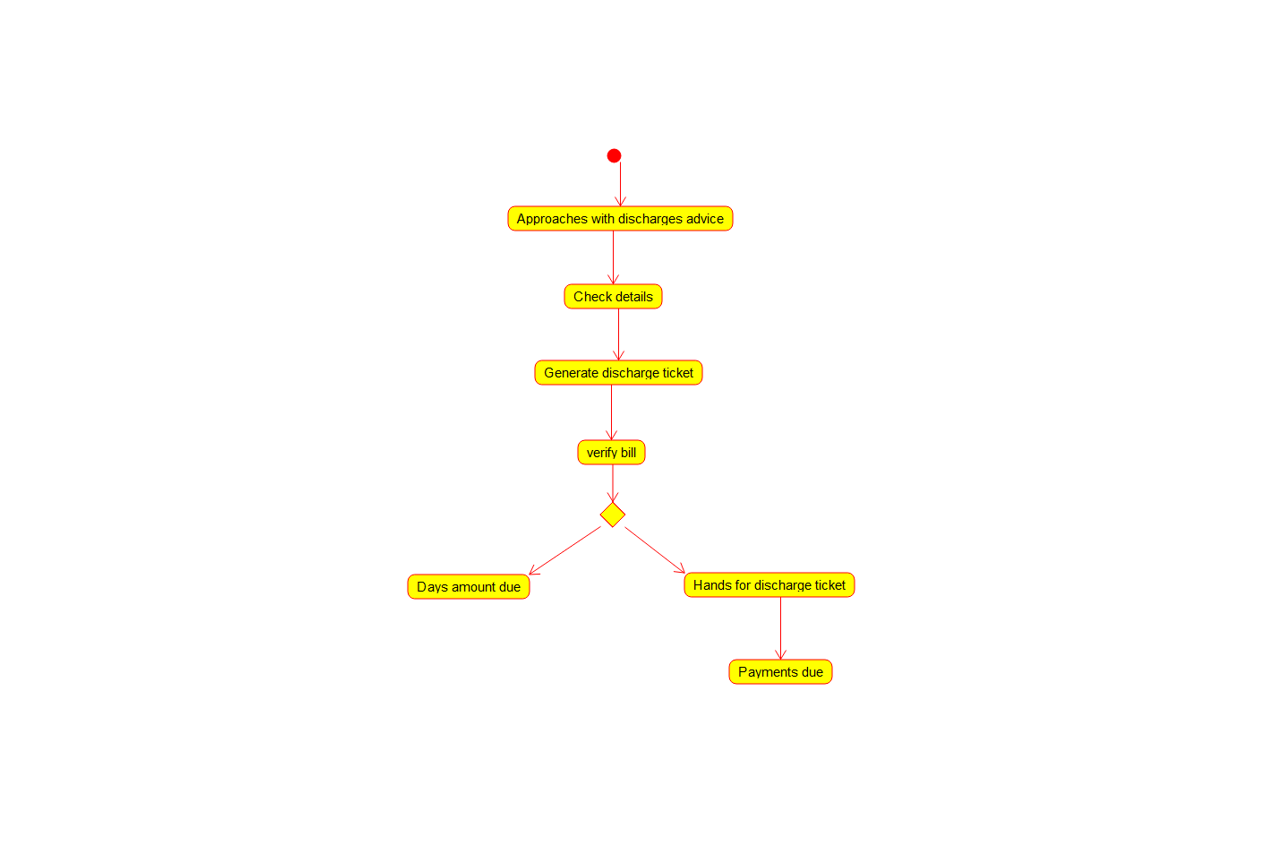 Approaches with discharges advice
Check details
Generate discharge ticket
verify bill
Days amount due
Hands for discharge ticket
Payments due